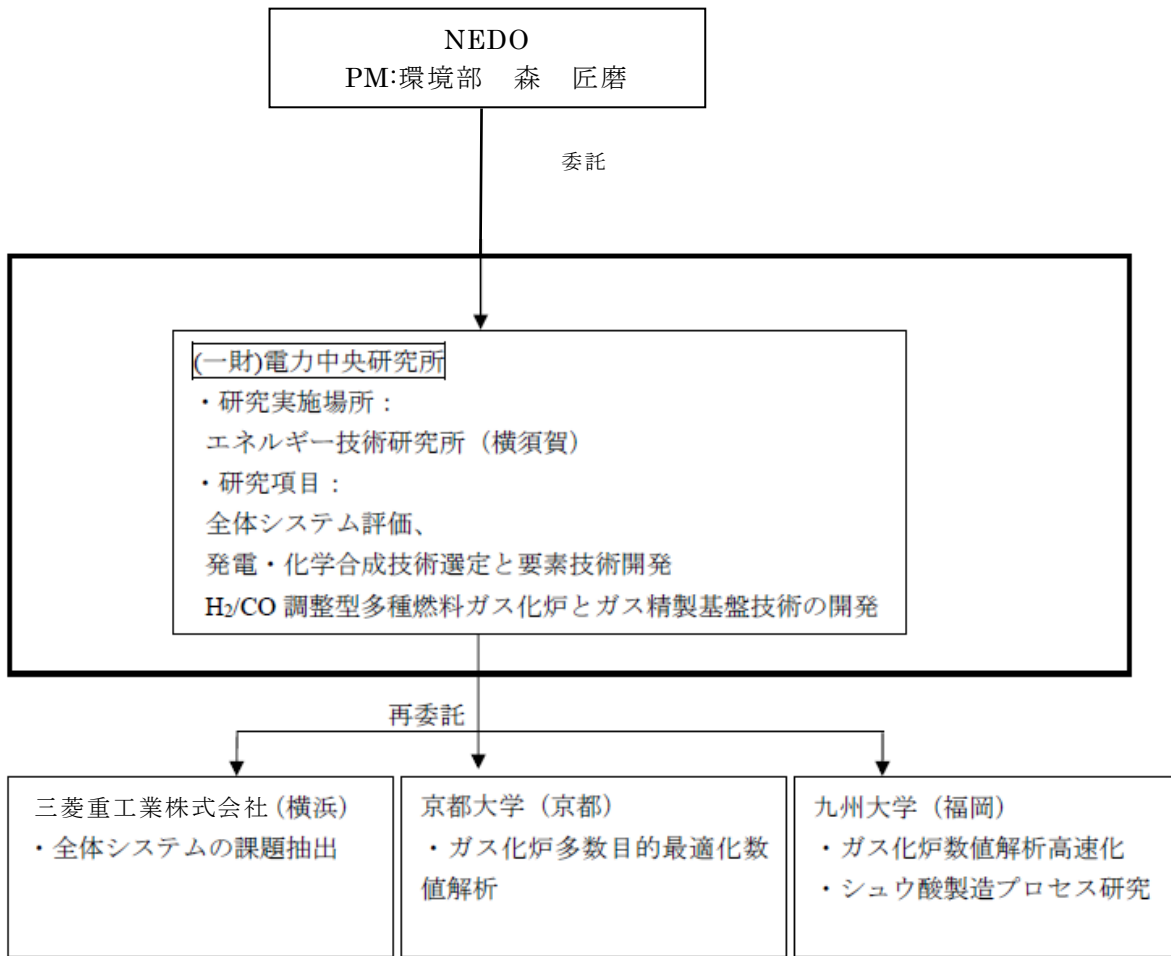 NEDO
PM:環境部　森　匠磨
委託
(一財)電力中央研究所
・研究実施場所：
エネルギー技術研究所（横須賀）
・研究項目：
全体システム評価、
発電・化学合成技術選定と要素技術開発
H₂/CO 調整型多種燃料ガス化炉とガス精製基盤技術の開発
再委託
三菱重工業株式会社 (横浜)
・全体システムの課題抽出
京都大学（京都）
・ガス化炉多数目的最適化数
値解析
九州大学（福岡）
・ガス化炉数値解析高速化
・シュウ酸製造プロセス研究